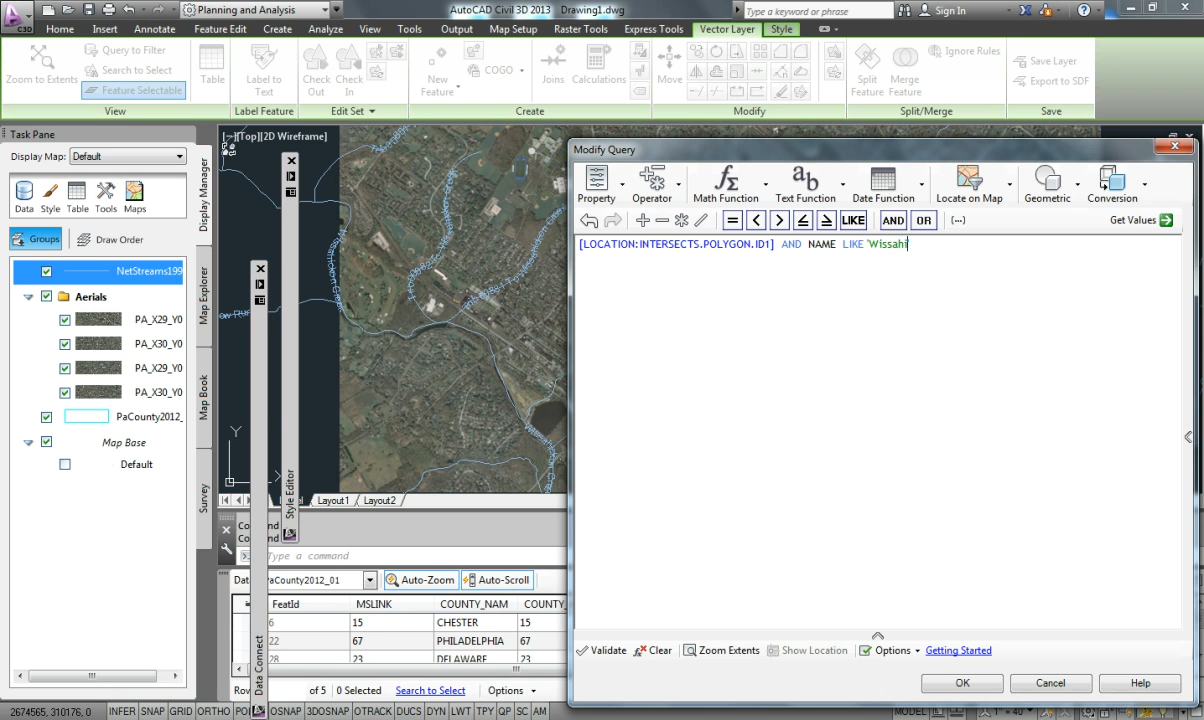 Planning and Analysis
AutoCAD Civil 3D 2013 Drawing1.dwg
Type a keyword or phrase
Sign In
C3D
Home Insert Annotate Feature Edit Create Analyze View Tools Output Map Setup Raster Tools Express Tools Vector Layer Style
Zoom to Extents
Query to Filter
Search to Select
Feature Selectable
Table
Label to Text
Check Out
Check In
New Feature
COGO
Joins
Calculations
Move
Split Feature
Merge Feature
Ignore Rules
Save Layer
Export to SDF
View Label Feature Edit Set Create Modify Split/Merge Save
Task Pane
Display Map: Default
Data Style Table Tools Maps
Groups Draw Order
NetStreams199
Aerials
PA_X29_Y0
PA_X30_Y0
PA_X29_Y0
PA_X30_Y0
PaCounty2012_
Map Base
Default
Display Manager
Map Explorer
Map Book
Survey
[−][Top][2D Wireframe]
Wissahickon Creek
Style Editor
Data Connect
Y
X
Layout1 Layout2
Type a command
PaCounty2012_01 Auto-Zoom Auto-Scroll
FeatId MSLINK COUNTY_NAM COUNTY_
6 15 CHESTER 15
22 67 PHILADELPHIA 67
28 23 DELAWARE 23
of 5 0 Selected Search to Select Options
Modify Query
Property Operator Math Function Text Function Date Function Locate on Map Geometric Conversion
= < > ≤ ≥ LIKE AND OR (...) Get Values
[LOCATION:INTERSECTS.POLYGON.ID1] AND NAME LIKE 'Wissahi
Validate Clear Zoom Extents Show Location Options Getting Started
OK Cancel Help
2674565, 310176, 0 INFER SNAP GRID ORTHO OSNAP 3DOSNAP OTRACK DUCS DYN LWT TPY QP SC AM MODEL